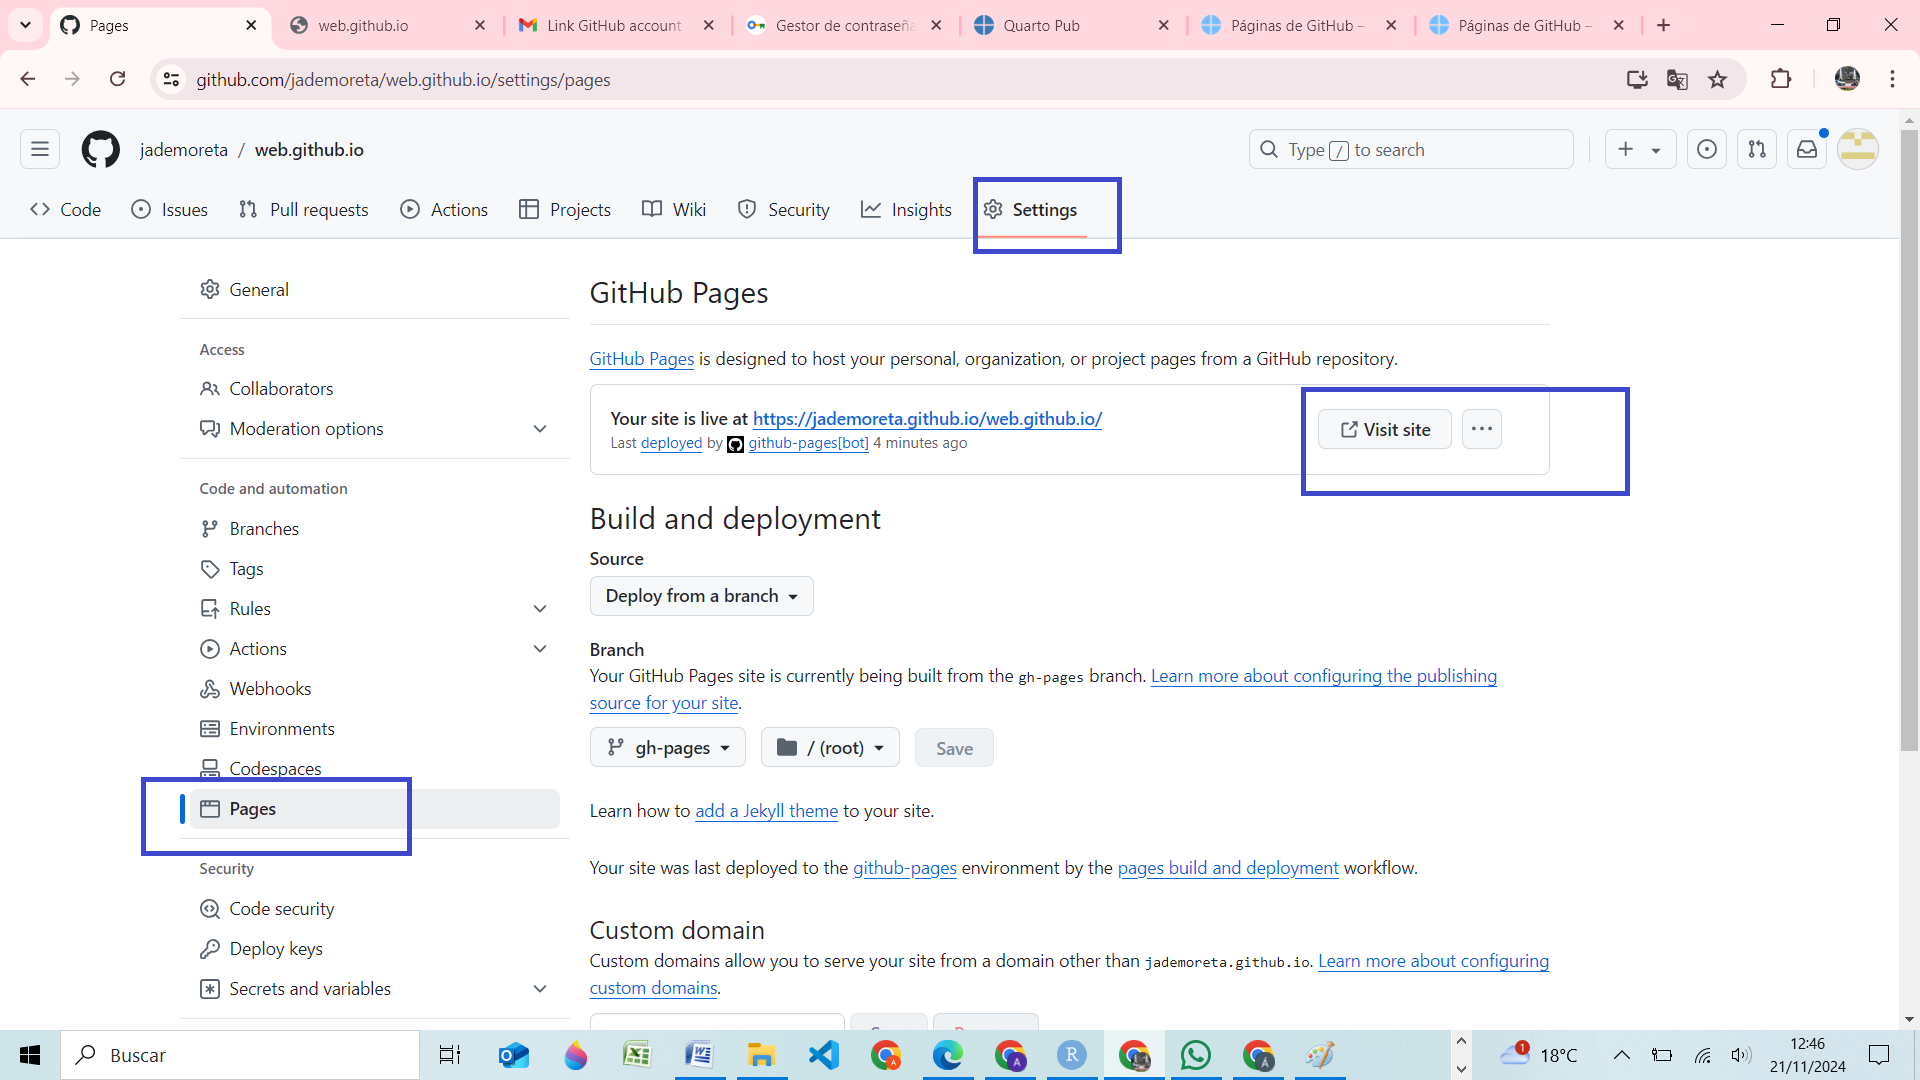 Pages
web.github.io
Link GitHub account
Gestor de contraseña
Quarto Pub
Páginas de GitHub –
Páginas de GitHub –
github.com/jademoreta/web.github.io/settings/pages
jademoreta / web.github.io
Type / to search
Code
Issues
Pull requests
Actions
Projects
Wiki
Security
Insights
Settings
General
Access
Collaborators
Moderation options
Code and automation
Branches
Tags
Rules
Actions
Webhooks
Environments
Codespaces
Pages
Security
Code security
Deploy keys
Secrets and variables
GitHub Pages
GitHub Pages is designed to host your personal, organization, or project pages from a GitHub repository.
Your site is live at https://jademoreta.github.io/web.github.io/
Last deployed by github-pages[bot] 4 minutes ago
Visit site
Build and deployment
Source
Deploy from a branch
Branch
Your GitHub Pages site is currently being built from the gh-pages branch. Learn more about configuring the publishing
source for your site.
gh-pages
/ (root)
Save
Learn how to add a Jekyll theme to your site.
Your site was last deployed to the github-pages environment by the pages build and deployment workflow.
Custom domain
Custom domains allow you to serve your site from a domain other than jademoreta.github.io. Learn more about configuring
custom domains.
Buscar
1
18°C
12:46
21/11/2024